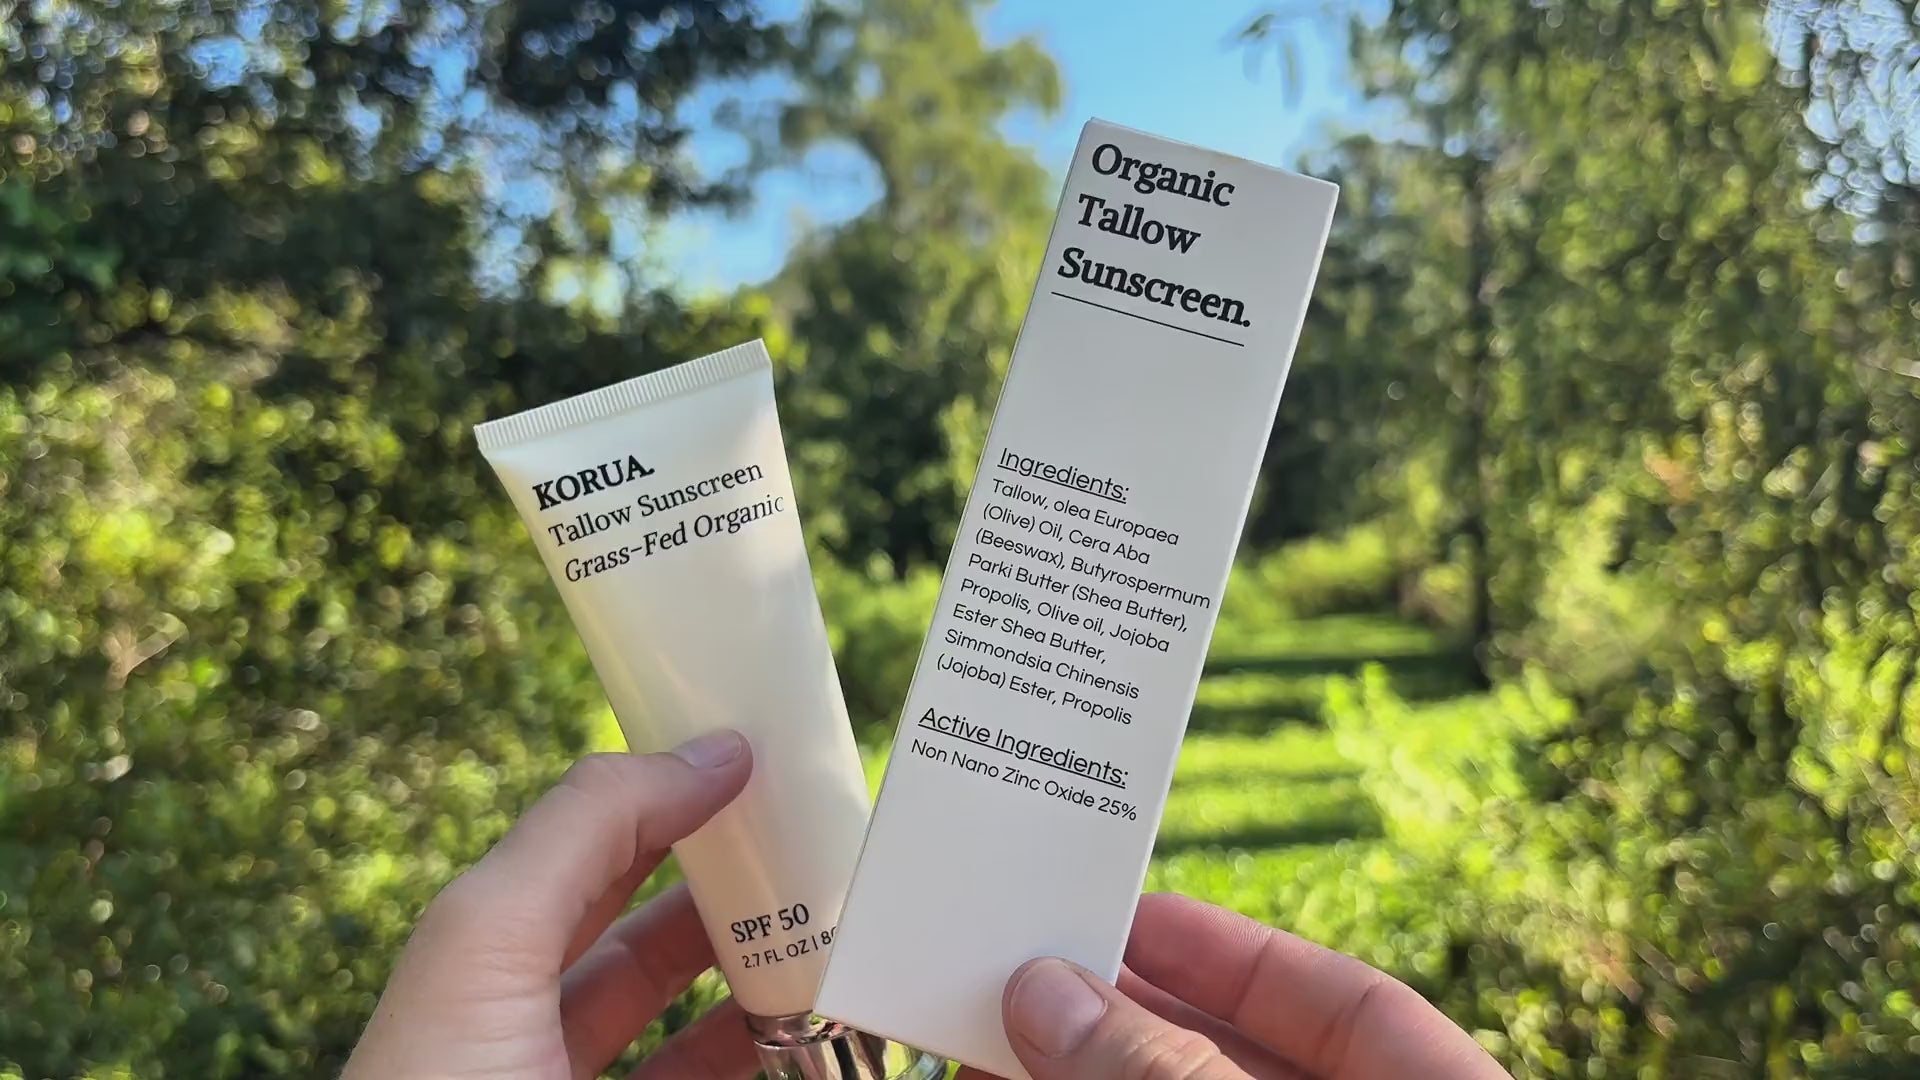 KORUA.
Tallow Sunscreen
Grass-Fed Organic
SPF 50
2.7 FL OZ |
Organic
Tallow
Sunscreen.
Ingredients:
Tallow, olea Europaea
(Olive) Oil, Cera Aba
(Beeswax), Butyrospermum
Parki Butter (Shea Butter),
Propolis, Olive oil, Jojoba
Ester Shea Butter,
Simmondsia Chinensis
(Jojoba) Ester, Propolis
Active Ingredients:
Non Nano Zinc Oxide 25%